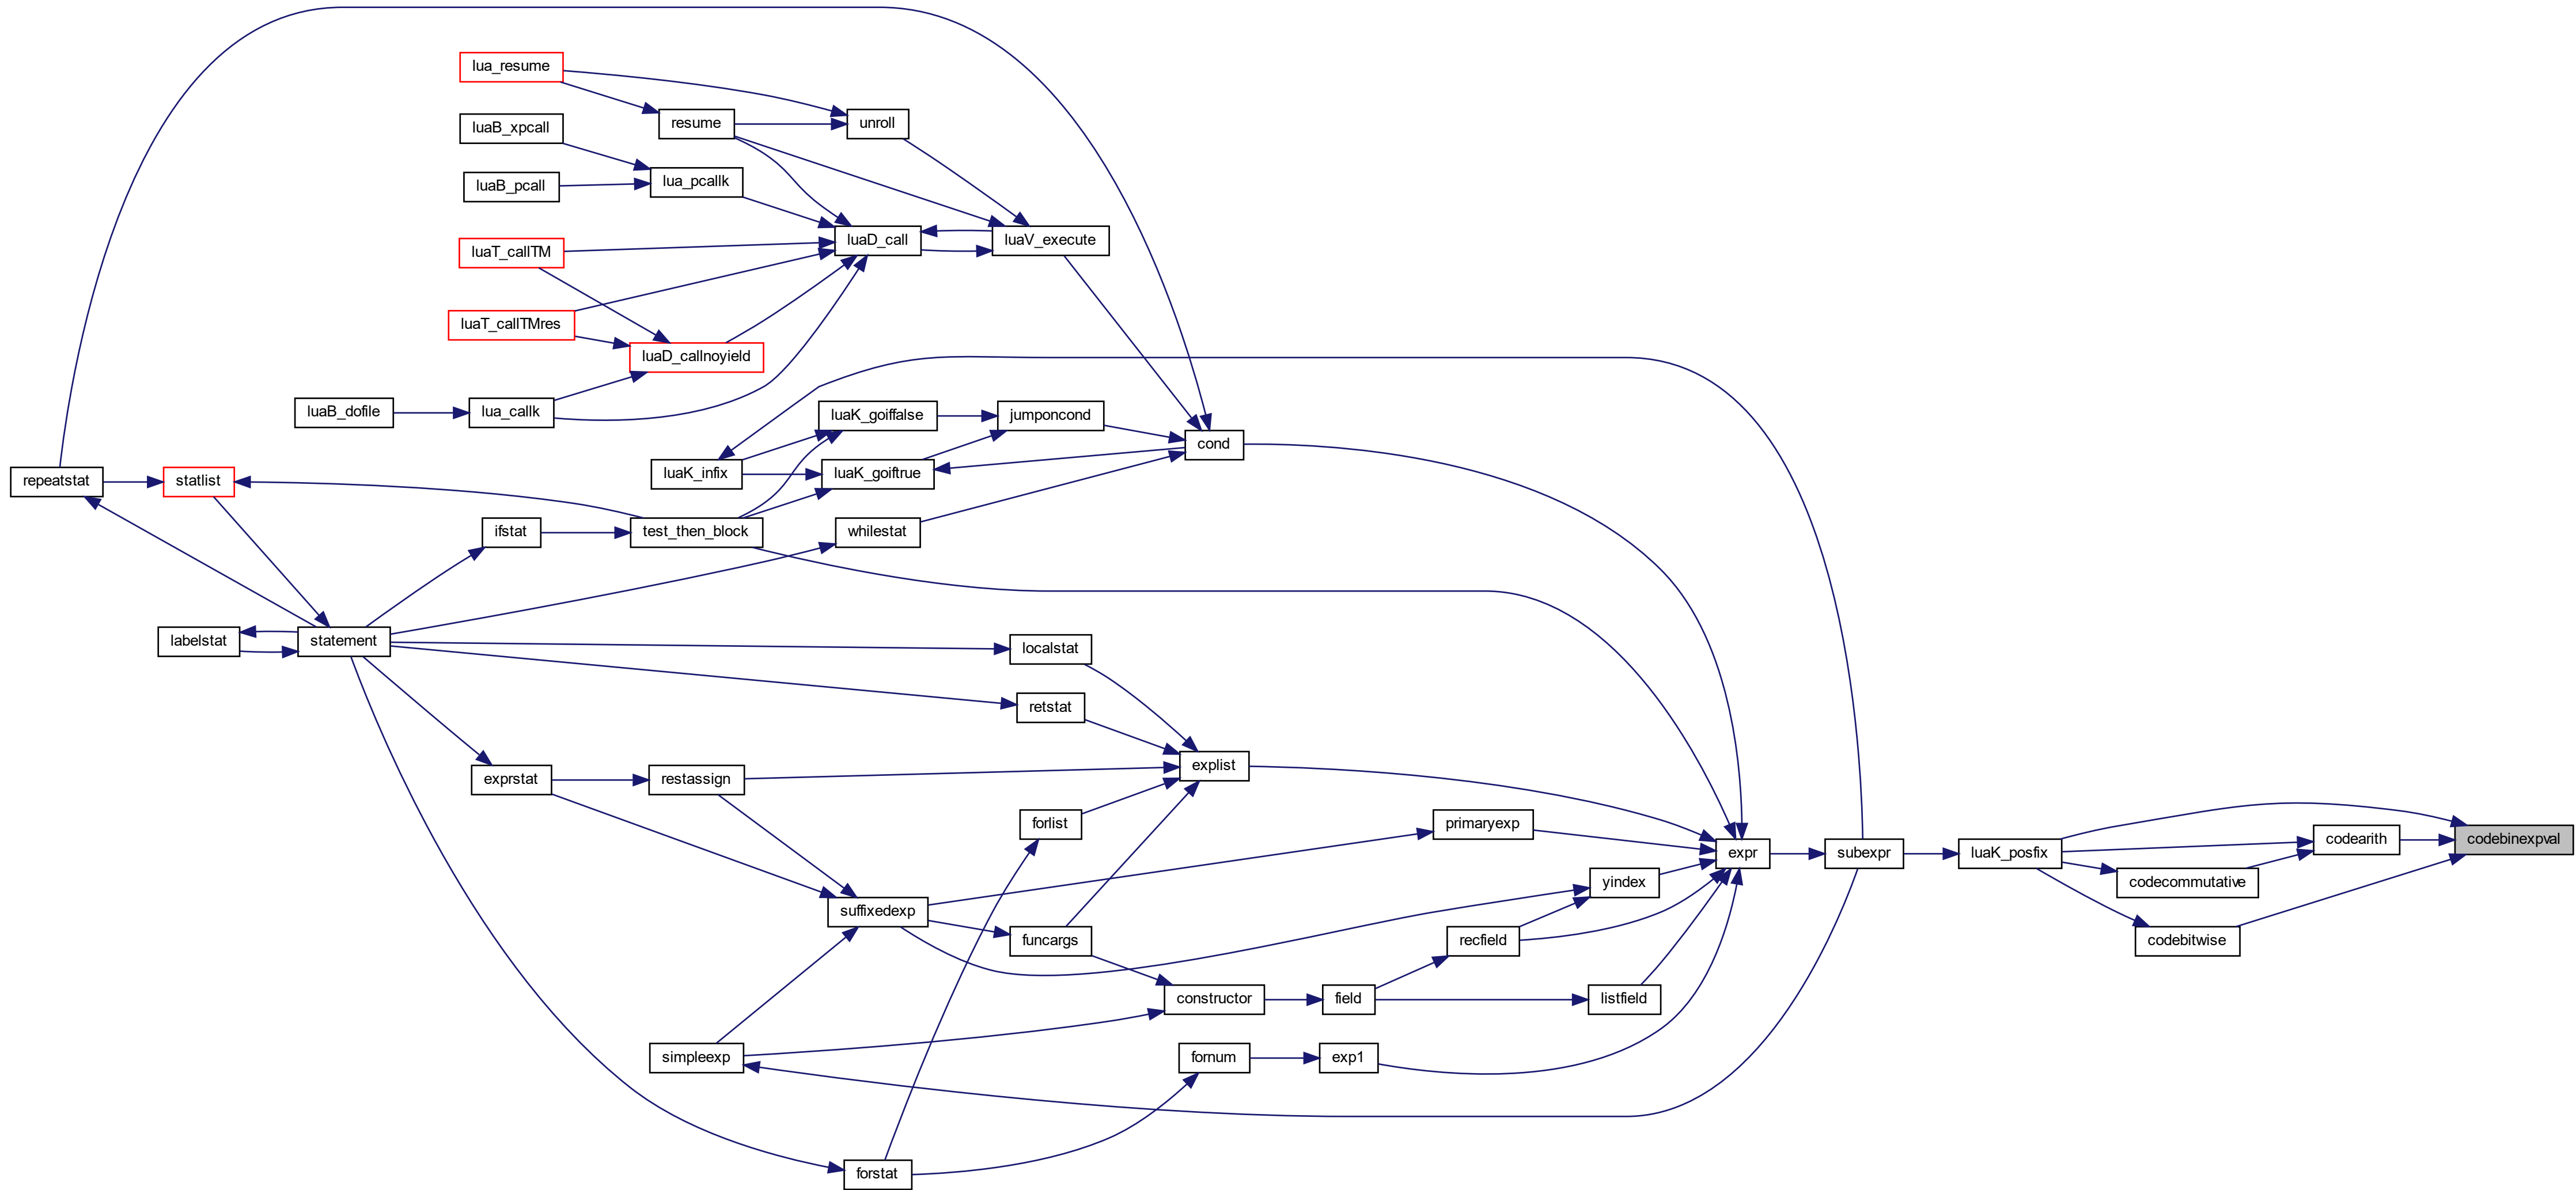 lua_resume
resume
unroll
luaB_xpcall
luaB_pcall
lua_pcallk
luaD_call
luaV_execute
luaT_callTM
luaT_callTMres
luaD_callnoyield
luaB_dofile
lua_callk
luaK_goiffalse
jumponcond
cond
repeatstat
statlist
luaK_infix
luaK_goiftrue
ifstat
test_then_block
whilestat
labelstat
statement
localstat
retstat
exprstat
restassign
explist
forlist
primaryexp
expr
subexpr
luaK_posfix
codearith
codebinexpval
yindex
codecommutative
suffixedexp
funcargs
recfield
codebitwise
constructor
field
listfield
simpleexp
fornum
exp1
forstat